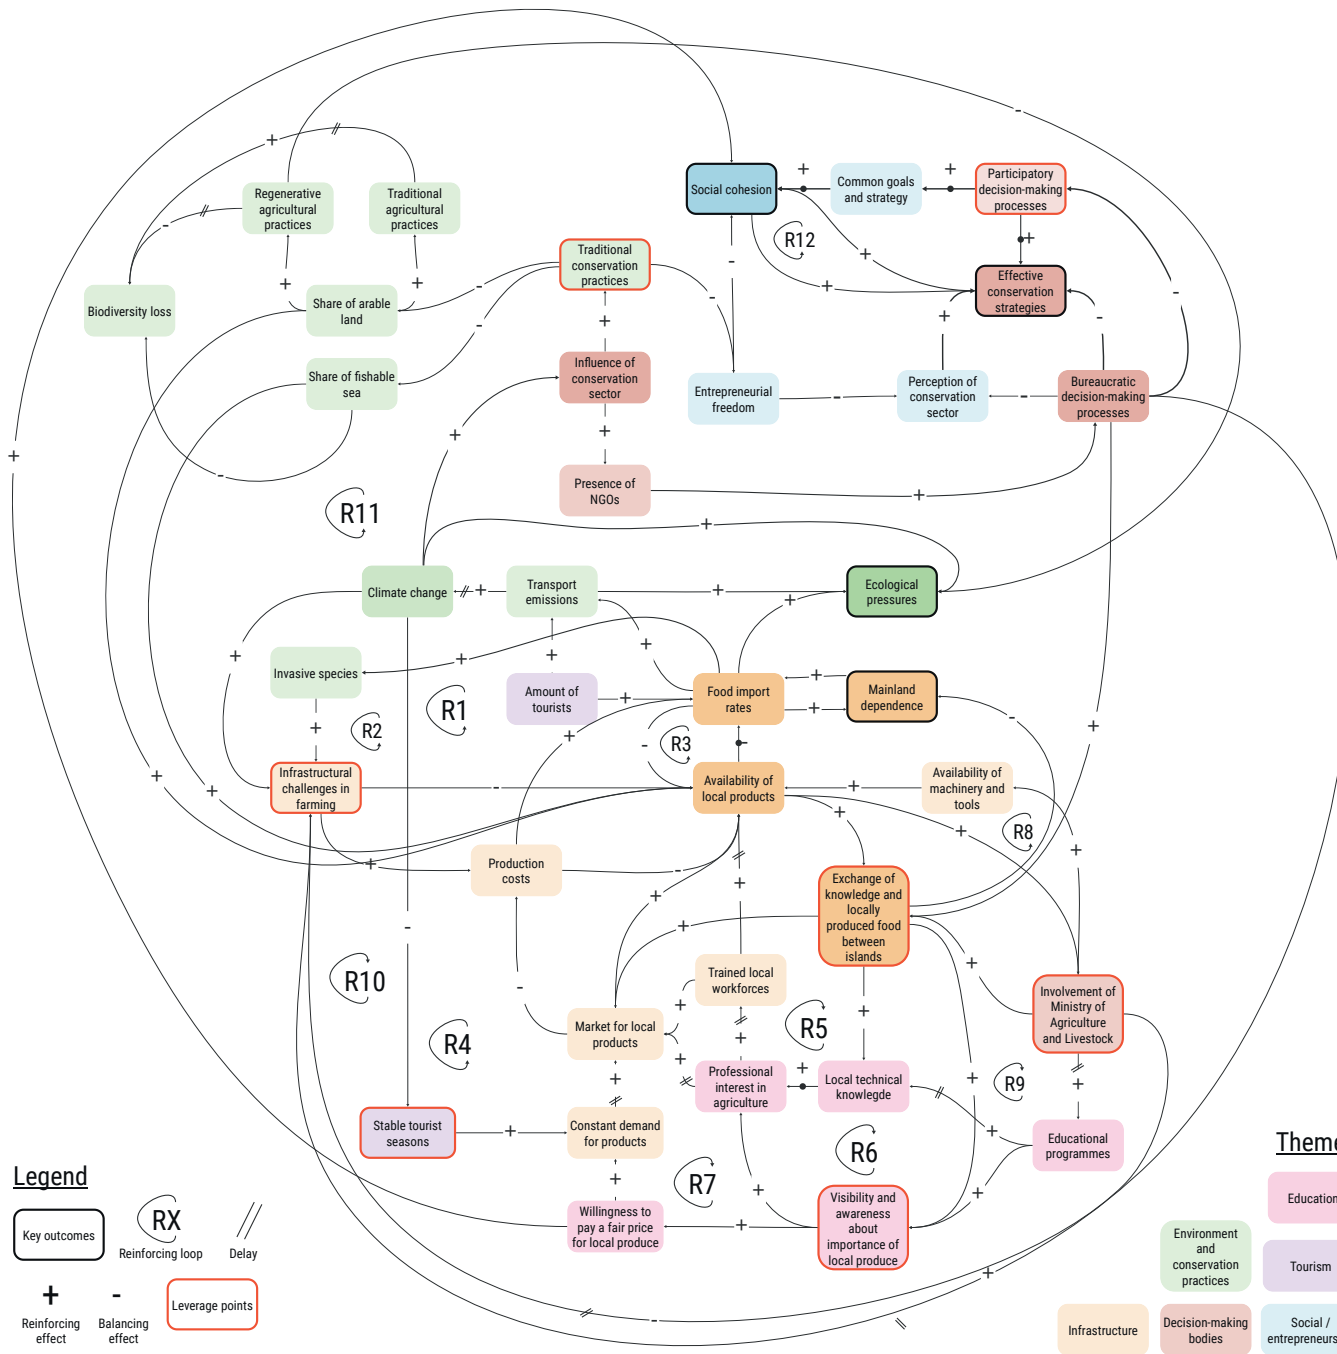 Social cohesion
Common goals
and strategy
Participatory
decision-making
processes
Regenerative
agricultural
practices
Traditional
agricultural
practices
R12
Traditional
conservation
practices
Effective
conservation
strategies
Biodiversity loss
Share of arable
land
Share of fishable
sea
Influence of
conservation
sector
Entrepreneurial
freedom
Perception of
conservation
sector
Bureaucratic
decision-making
processes
Presence of
NGOs
R11
Climate change
Transport
emissions
Ecological
pressures
Invasive species
Amount of
tourists
Food import
rates
Mainland
dependence
R1
R2
R3
Infrastructural
challenges in
farming
Availability of
local products
Availability of
machinery and
tools
R8
Production
costs
Exchange of
knowledge and
locally
produced food
between
islands
R10
Trained local
workforces
Involvement of
Ministry of
Agriculture
and Livestock
R4
Market for local
products
R5
Professional
interest in
agriculture
Local technical
knowlegde
R9
Stable tourist
seasons
Constant demand
for products
R6
Educational
programmes
R7
Willingness to
pay a fair price
for local produce
Visibility and
awareness
about
importance of
local produce
Legend
Key outcomes
RX
Reinforcing loop
Delay
+
Reinforcing
effect
-
Balancing
effect
Leverage points
Theme
Education
Environment
and
conservation
practices
Tourism
Infrastructure
Decision-making
bodies
Social /
entrepreneurs